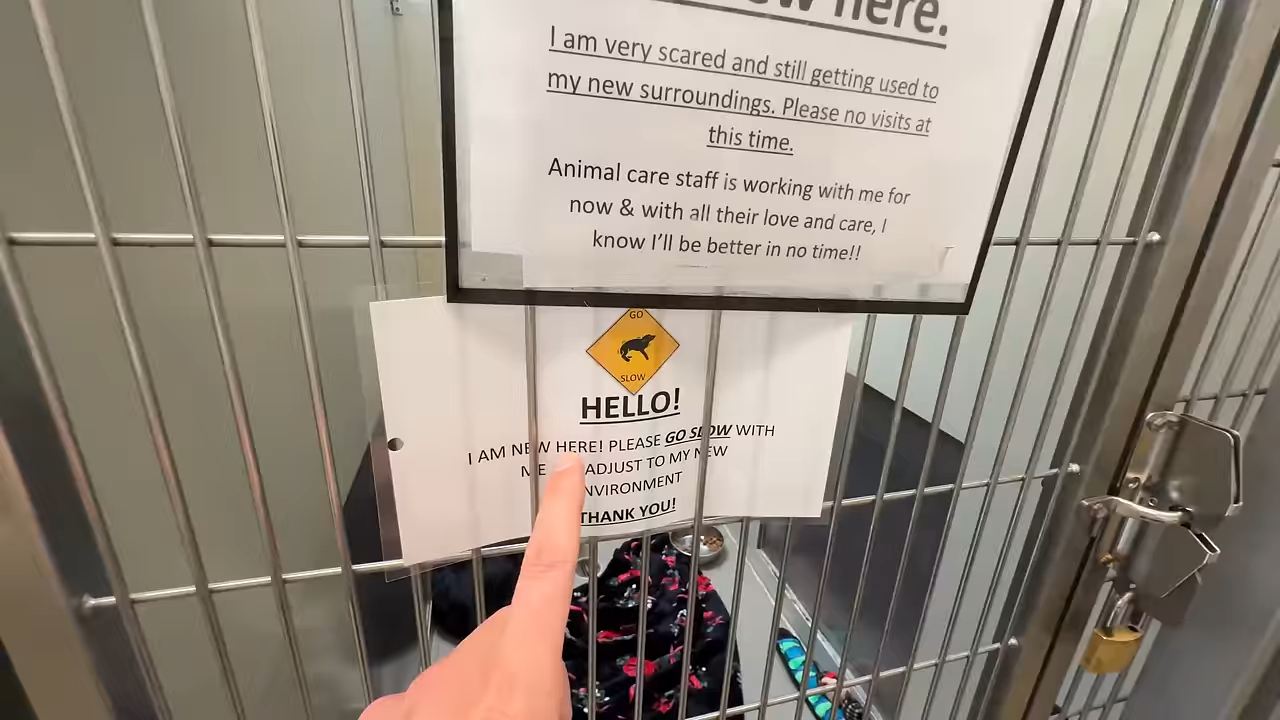 here.
I am very scared and still getting used to
my new surroundings. Please no visits at
this time.
Animal care staff is working with me for
now & with all their love and care, I
know I'll be better in no time!!
GO
SLOW
HELLO!
I AM NEW HERE! PLEASE GO SLOW WITH
ME ADJUST TO MY NEW
ENVIRONMENT
THANK YOU!